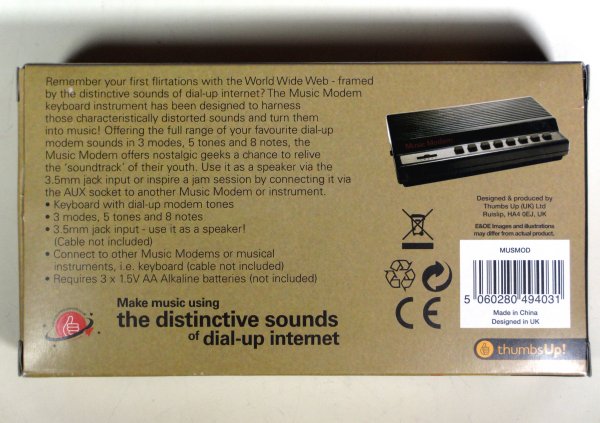 Remember your first flirtations with the World Wide Web - framed
by the distinctive sounds of dial-up internet? The Music Modem
keyboard instrument has been designed to harness
those characteristically distorted sounds and turn them
into music! Offering the full range of your favourite dial-up
modem sounds in 3 modes, 5 tones and 8 notes, the
Music Modem offers nostalgic geeks a chance to relive
the ‘soundtrack’ of their youth. Use it as a speaker via the
3.5mm jack input or inspire a jam session by connecting it via
the AUX socket to another Music Modem or instrument.
• Keyboard with dial-up modem tones
• 3 modes, 5 tones and 8 notes
• 3.5mm jack input - use it as a speaker!
(Cable not included)
• Connect to other Music Modems or musical
instruments, i.e. keyboard (cable not included)
• Requires 3 x 1.5V AA Alkaline batteries (not included)
Make music using
the distinctive sounds
of dial-up internet
Music Modem
Designed & produced by
Thumbs Up (UK) Ltd
Ruislip, HA4 0EJ, UK
E&OE Images and illustrations
may differ from actual product.
CE
MUSMOD
5 060280 494031
Made in China
Designed in UK
thumbsUp!